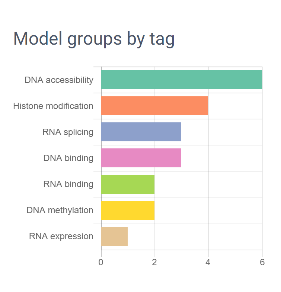 Model groups by tag
DNA accessibility
Histone modification
RNA splicing
DNA binding
RNA binding
DNA methylation
RNA expression
0 2 4 6